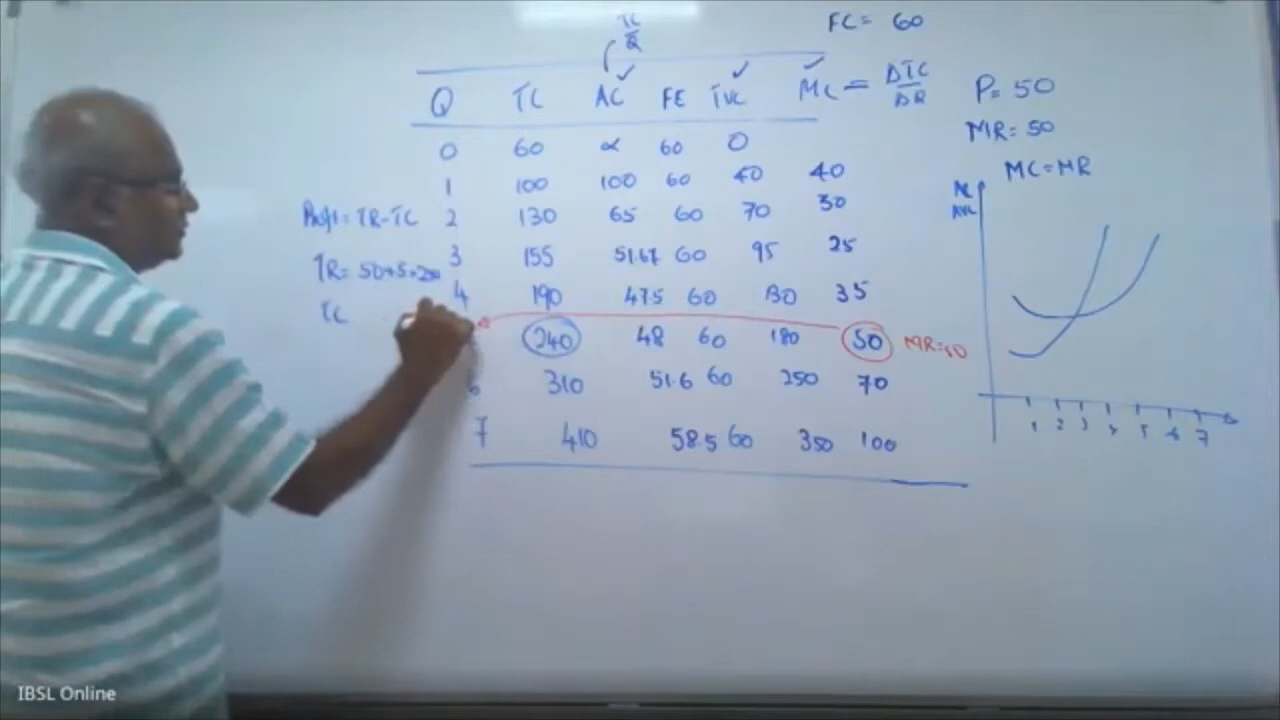 TC
Q
FC = 60
Q TC AC FE TVC MC = ΔTC
ΔQ
P = 50
MR = 50
MC = MR
0 60 ∝ 60 0
1 100 100 60 40 40
Profit = TR - TC 2 130 65 60 70 30
AVC
3 155 51.67 60 95 25
TR = 50×5=250
4 190 47.5 60 130 35
TC
240 48 60 180 50 MR=50
6 310 51.6 60 250 70
7 410 58.5 60 350 100
1 2 3 4 5 6 7
IBSL Online